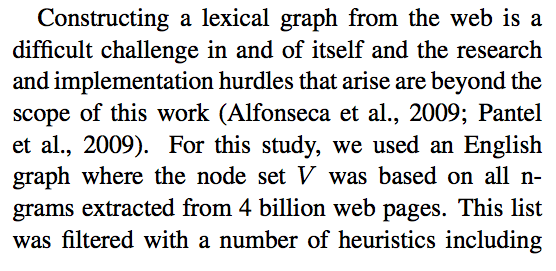 Constructing a lexical graph from the web is a
difficult challenge in and of itself and the research
and implementation hurdles that arise are beyond the
scope of this work (Alfonseca et al., 2009; Pantel
et al., 2009). For this study, we used an English
graph where the node set V was based on all n-
grams extracted from 4 billion web pages. This list
was filtered with a number of heuristics including